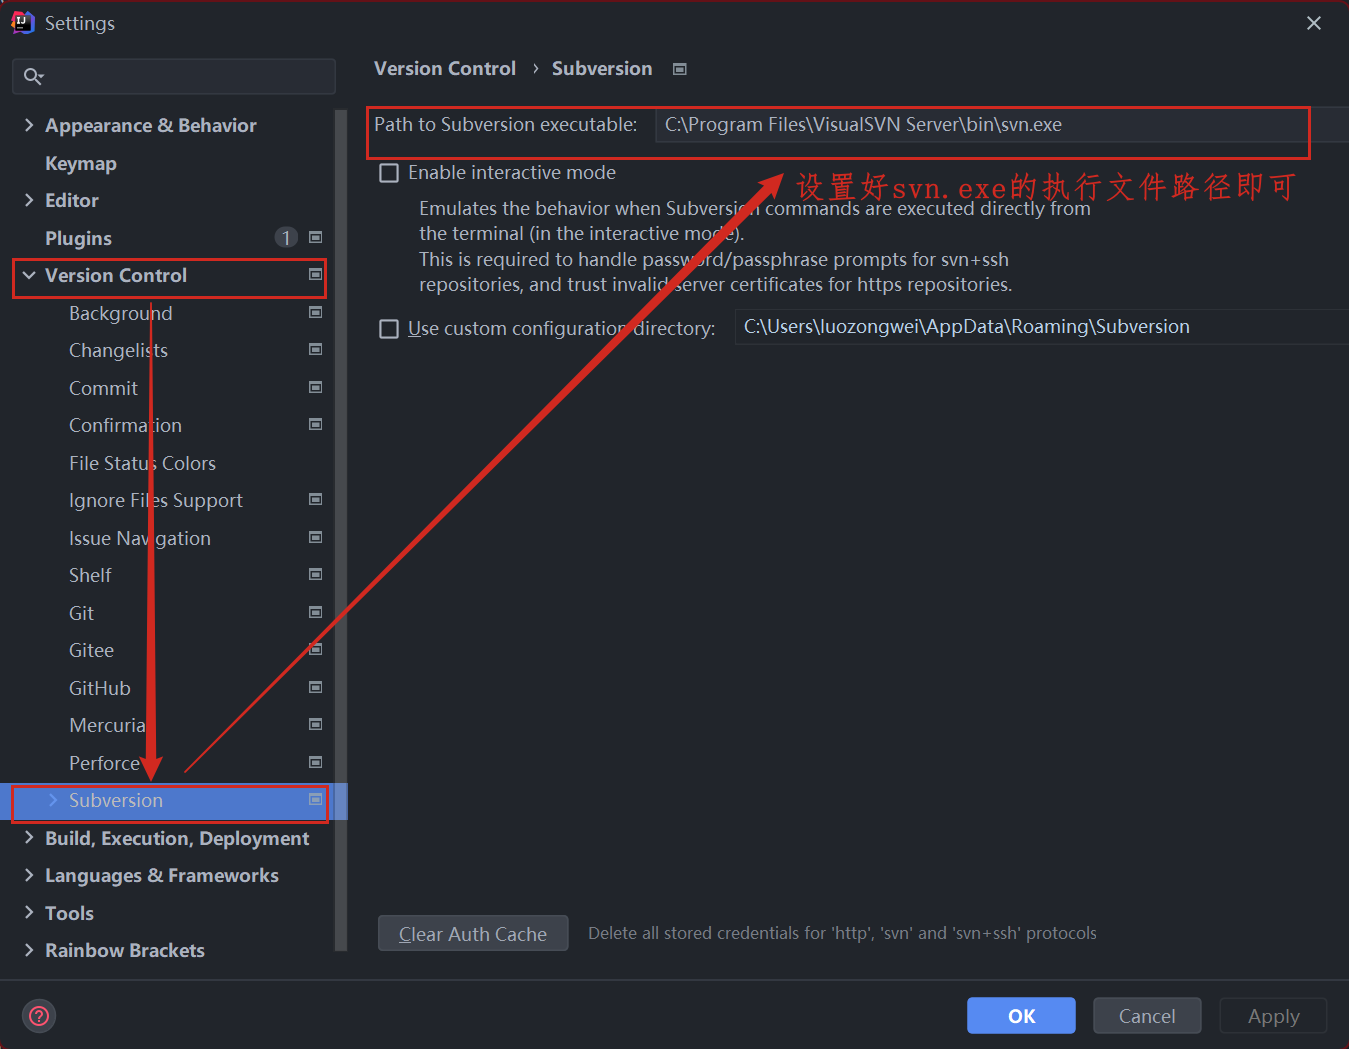 Settings
Appearance & Behavior
Keymap
Editor
Plugins 1
Version Control
Background
Changelists
Commit
Confirmation
File Status Colors
Ignore Files Support
Issue Navigation
Shelf
Git
Gitee
GitHub
Mercurial
Perforce
Subversion
Build, Execution, Deployment
Languages & Frameworks
Tools
Rainbow Brackets
Version Control › Subversion
Path to Subversion executable: C:\Program Files\VisualSVN Server\bin\svn.exe
Enable interactive mode
设置好svn.exe的执行文件路径即可
Emulates the behavior when Subversion commands are executed directly from
the terminal (in the interactive mode).
This is required to handle password/passphrase prompts for svn+ssh
repositories, and trust invalid server certificates for https repositories.
Use custom configuration directory: C:\Users\luozongwei\AppData\Roaming\Subversion
Clear Auth Cache Delete all stored credentials for 'http', 'svn' and 'svn+ssh' protocols
? OK Cancel Apply